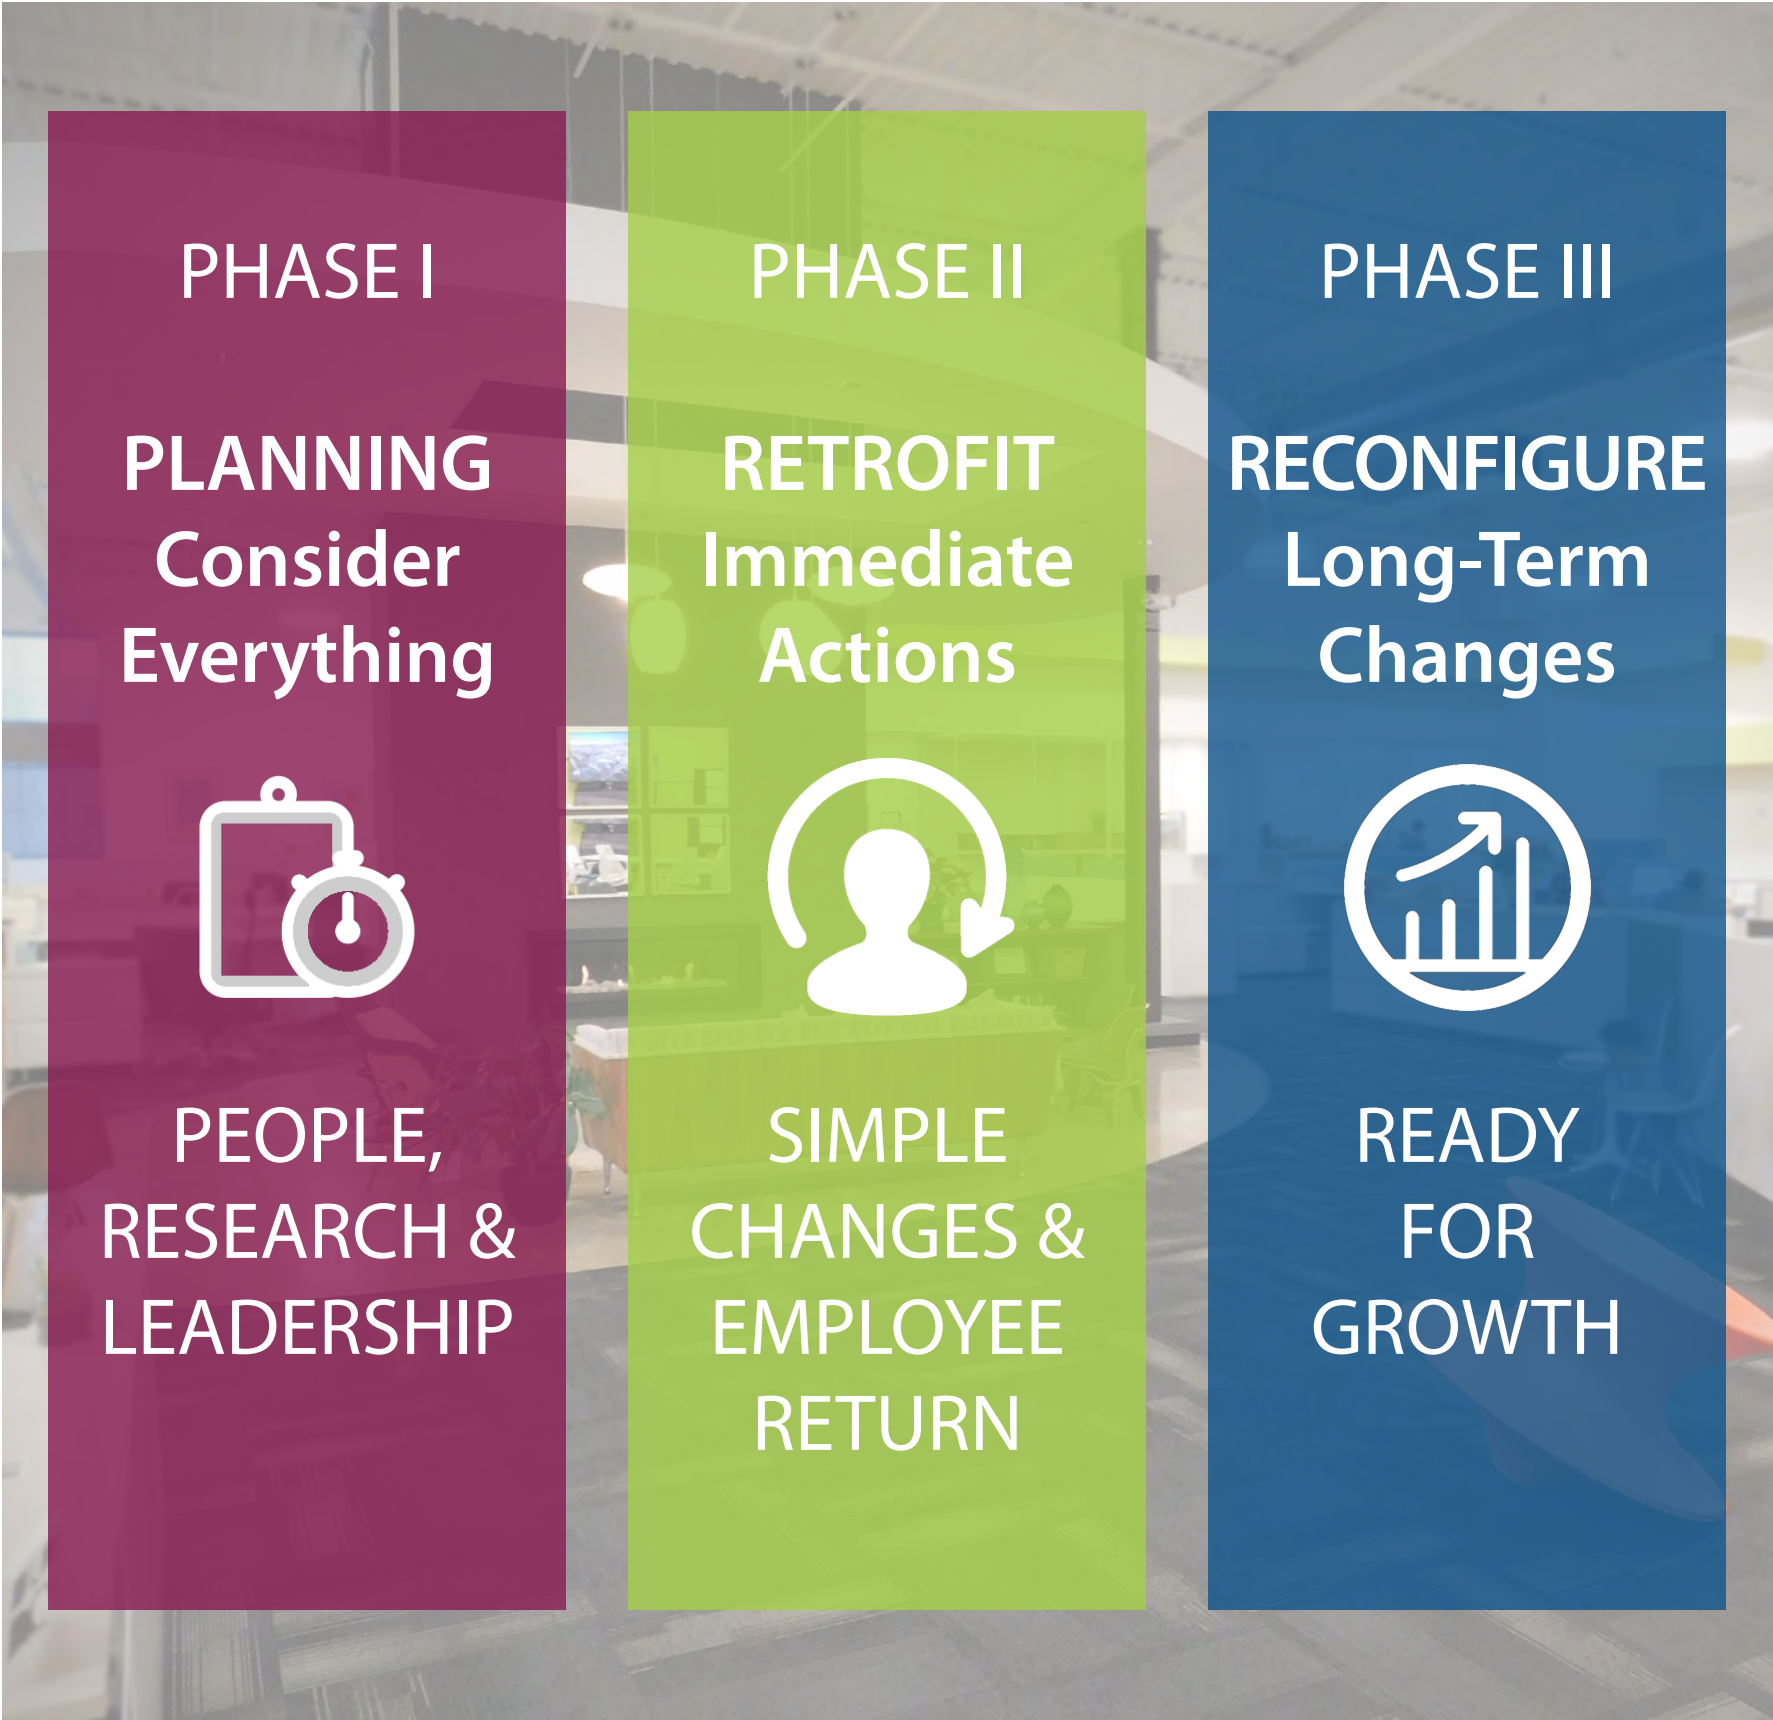 PHASE I
PLANNING
Consider
Everything
PEOPLE,
RESEARCH &
LEADERSHIP
PHASE II
RETROFIT
Immediate
Actions
SIMPLE
CHANGES &
EMPLOYEE
RETURN
PHASE III
RECONFIGURE
Long-Term
Changes
READY
FOR
GROWTH